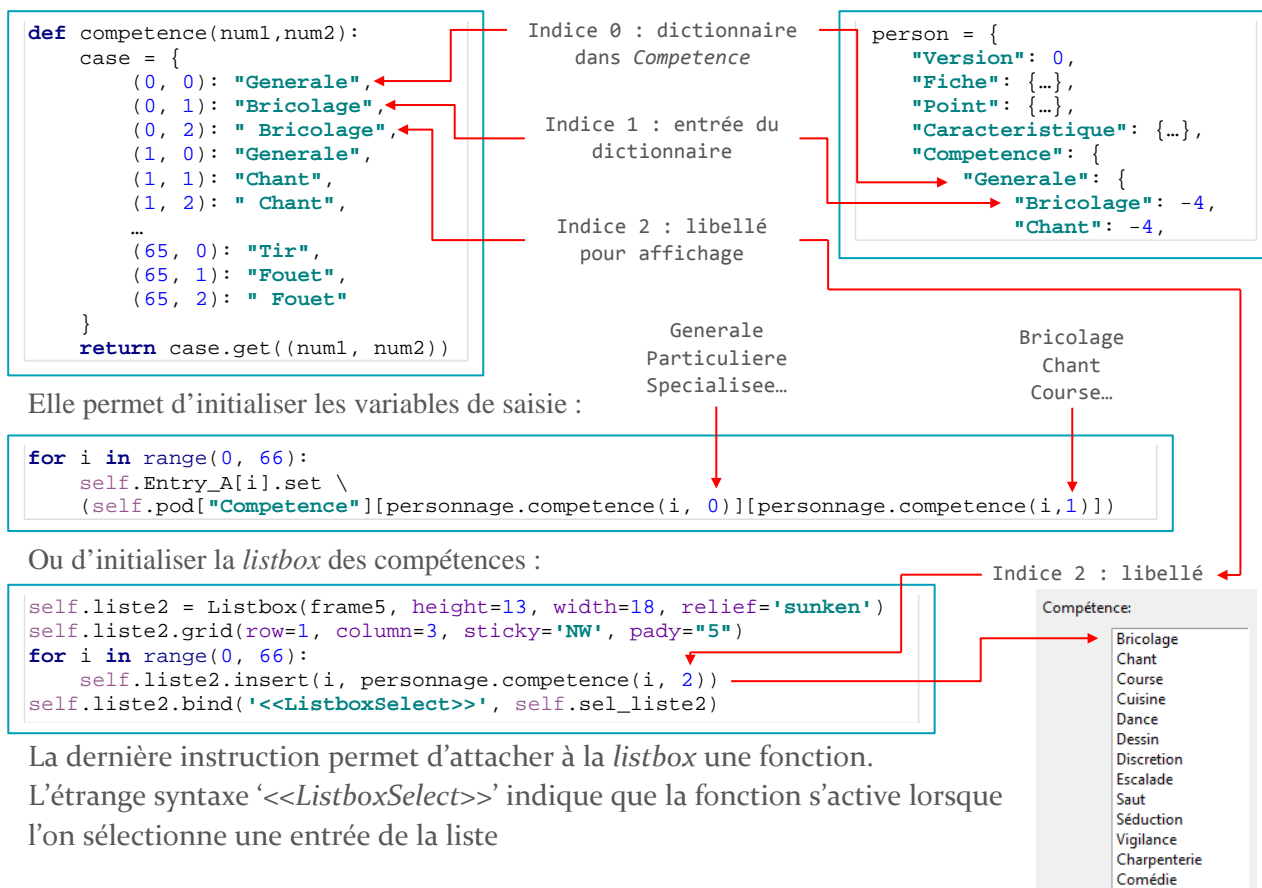 def competence(num1,num2):
    case = {
        (0, 0): "Generale",
        (0, 1): "Bricolage",
        (0, 2): " Bricolage",
        (1, 0): "Generale",
        (1, 1): "Chant",
        (1, 2): " Chant",
        …
        (65, 0): "Tir",
        (65, 1): "Fouet",
        (65, 2): " Fouet"
    }
    return case.get((num1, num2))
Indice 0 : dictionnaire
dans Competence
Indice 1 : entrée du
dictionnaire
Indice 2 : libellé
pour affichage
person = {
    "Version": 0,
    "Fiche": {…},
    "Point": {…},
    "Caracteristique": {…},
    "Competence": {
        "Generale": {
            "Bricolage": -4,
            "Chant": -4,
Generale
Particuliere
Specialisee…
Bricolage
Chant
Course…
Elle permet d'initialiser les variables de saisie :
for i in range(0, 66):
    self.Entry_A[i].set \
    (self.pod["Competence"][personnage.competence(i, 0)][personnage.competence(i,1)])
Ou d'initialiser la listbox des compétences :
Indice 2 : libellé
self.liste2 = Listbox(frame5, height=13, width=18, relief='sunken')
self.liste2.grid(row=1, column=3, sticky='NW', pady="5")
for i in range(0, 66):
    self.liste2.insert(i, personnage.competence(i, 2))
self.liste2.bind('<<ListboxSelect>>', self.sel_liste2)
Compétence:
Bricolage
Chant
Course
Cuisine
Dance
Dessin
Discretion
Escalade
Saut
Séduction
Vigilance
Charpenterie
Comédie
La dernière instruction permet d'attacher à la listbox une fonction.
L'étrange syntaxe ‘<<ListboxSelect>>’ indique que la fonction s'active lorsque
l'on sélectionne une entrée de la liste